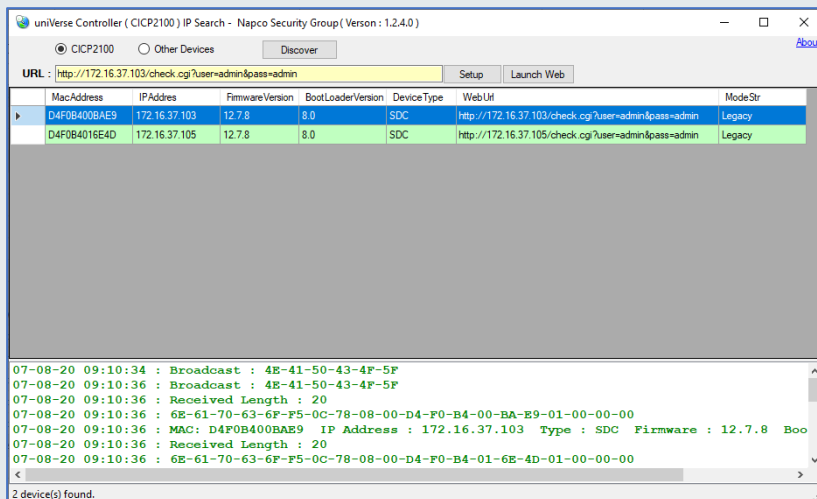 uniVerse Controller ( CICP2100 ) IP Search - Napco Security Group( Verson : 1.2.4.0 )
CICP2100 Other Devices Discover Abou
URL : http://172.16.37.103/check.cgi?user=admin&pass=admin Setup Launch Web
MacAddress IPAddres FirmwareVersion BootLoaderVersion DeviceType WebUrl ModeStr
D4F0B400BAE9 172.16.37.103 12.7.8 8.0 SDC http://172.16.37.103/check.cgi?user=admin&pass=admin Legacy
D4F0B4016E4D 172.16.37.105 12.7.8 8.0 SDC http://172.16.37.105/check.cgi?user=admin&pass=admin Legacy
07-08-20 09:10:34 : Broadcast : 4E-41-50-43-4F-5F
07-08-20 09:10:36 : Broadcast : 4E-41-50-43-4F-5F
07-08-20 09:10:36 : Received Length : 20
07-08-20 09:10:36 : 6E-61-70-63-6F-F5-0C-78-08-00-D4-F0-B4-00-BA-E9-01-00-00-00
07-08-20 09:10:36 : MAC: D4F0B400BAE9 IP Address : 172.16.37.103 Type : SDC Firmware : 12.7.8 Boo
07-08-20 09:10:36 : Received Length : 20
07-08-20 09:10:36 : 6E-61-70-63-6F-F5-0C-78-08-00-D4-F0-B4-01-6E-4D-01-00-00-00
2 device(s) found.